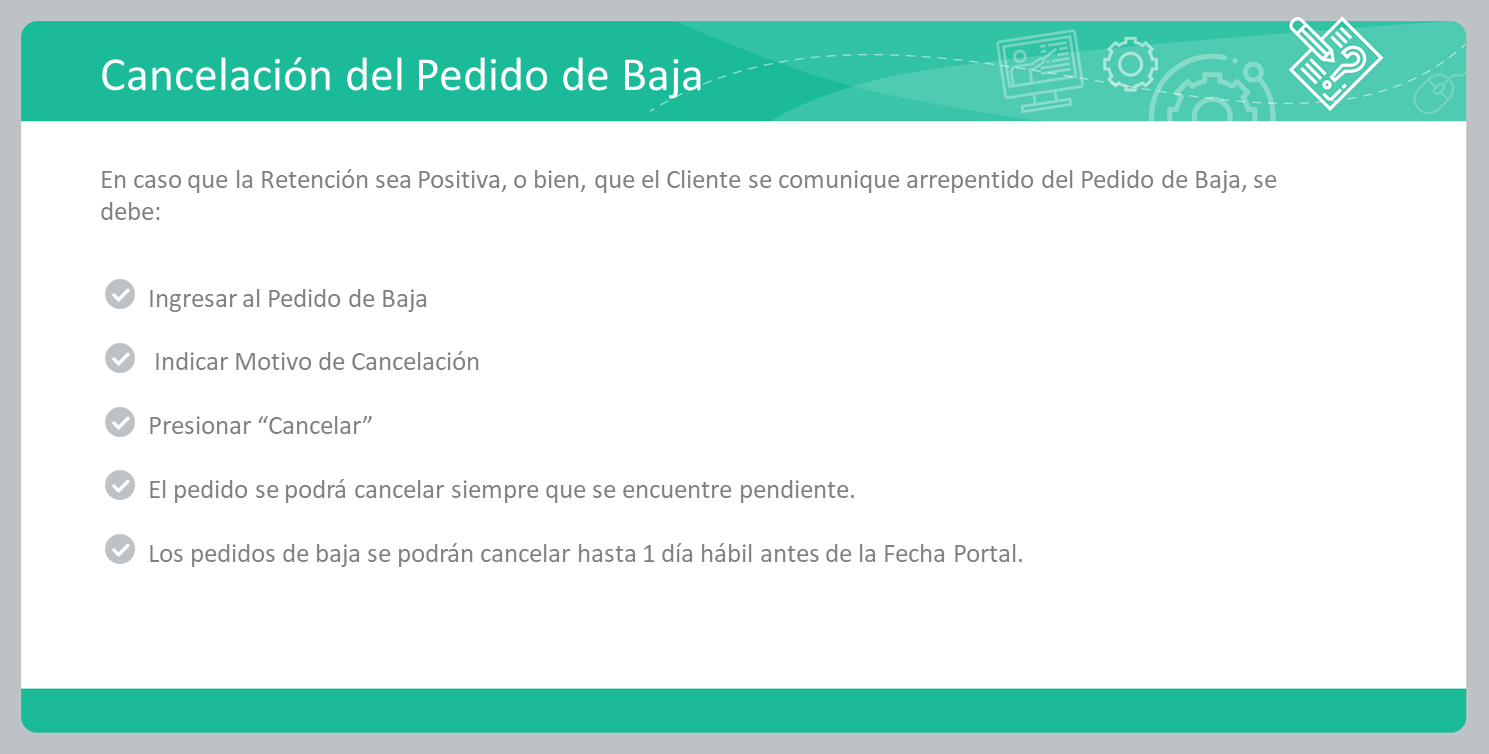 Cancelación del Pedido de Baja
En caso que la Retención sea Positiva, o bien, que el Cliente se comunique arrepentido del Pedido de Baja, se
debe:
Ingresar al Pedido de Baja
Indicar Motivo de Cancelación
Presionar “Cancelar”
El pedido se podrá cancelar siempre que se encuentre pendiente.
Los pedidos de baja se podrán cancelar hasta 1 día hábil antes de la Fecha Portal.